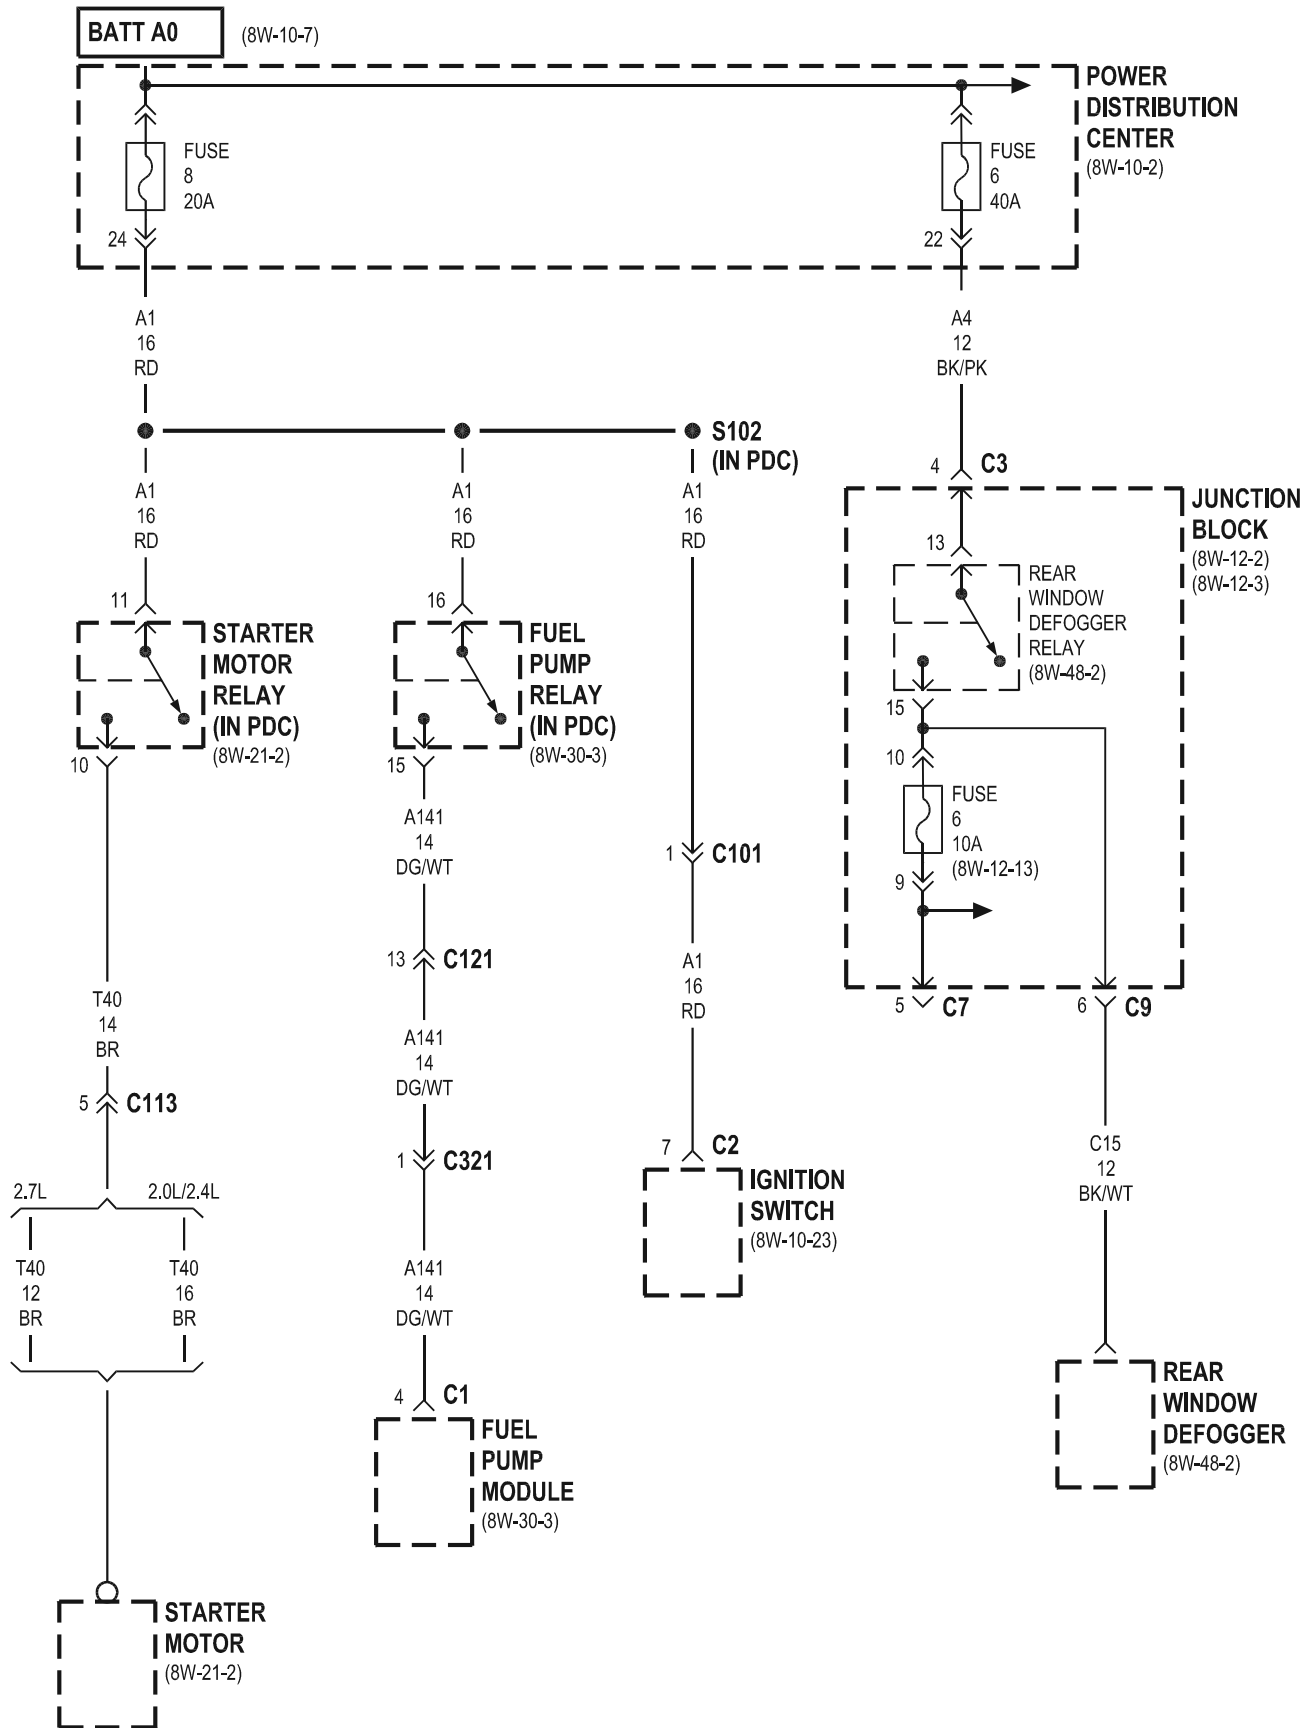 BATT A0
(8W-10-7)
POWER
DISTRIBUTION
CENTER
(8W-10-2)
FUSE
8
20A
24
FUSE
6
40A
22
A1
16
RD
A4
12
BK/PK
S102
(IN PDC)
A1
16
RD
A1
16
RD
A1
16
RD
4
C3
JUNCTION
BLOCK
(8W-12-2)
(8W-12-3)
13
REAR
WINDOW
DEFOGGER
RELAY
(8W-48-2)
15
10
FUSE
6
10A
(8W-12-13)
9
5
C7
6
C9
11
STARTER
MOTOR
RELAY
(IN PDC)
(8W-21-2)
10
16
FUEL
PUMP
RELAY
(IN PDC)
(8W-30-3)
15
A141
14
DG/WT
1
C101
13
C121
A1
16
RD
T40
14
BR
A141
14
DG/WT
5
C113
1
C321
7
C2
IGNITION
SWITCH
(8W-10-23)
C15
12
BK/WT
2.7L
2.0L/2.4L
T40
12
BR
T40
16
BR
A141
14
DG/WT
4
C1
FUEL
PUMP
MODULE
(8W-30-3)
REAR
WINDOW
DEFOGGER
(8W-48-2)
STARTER
MOTOR
(8W-21-2)